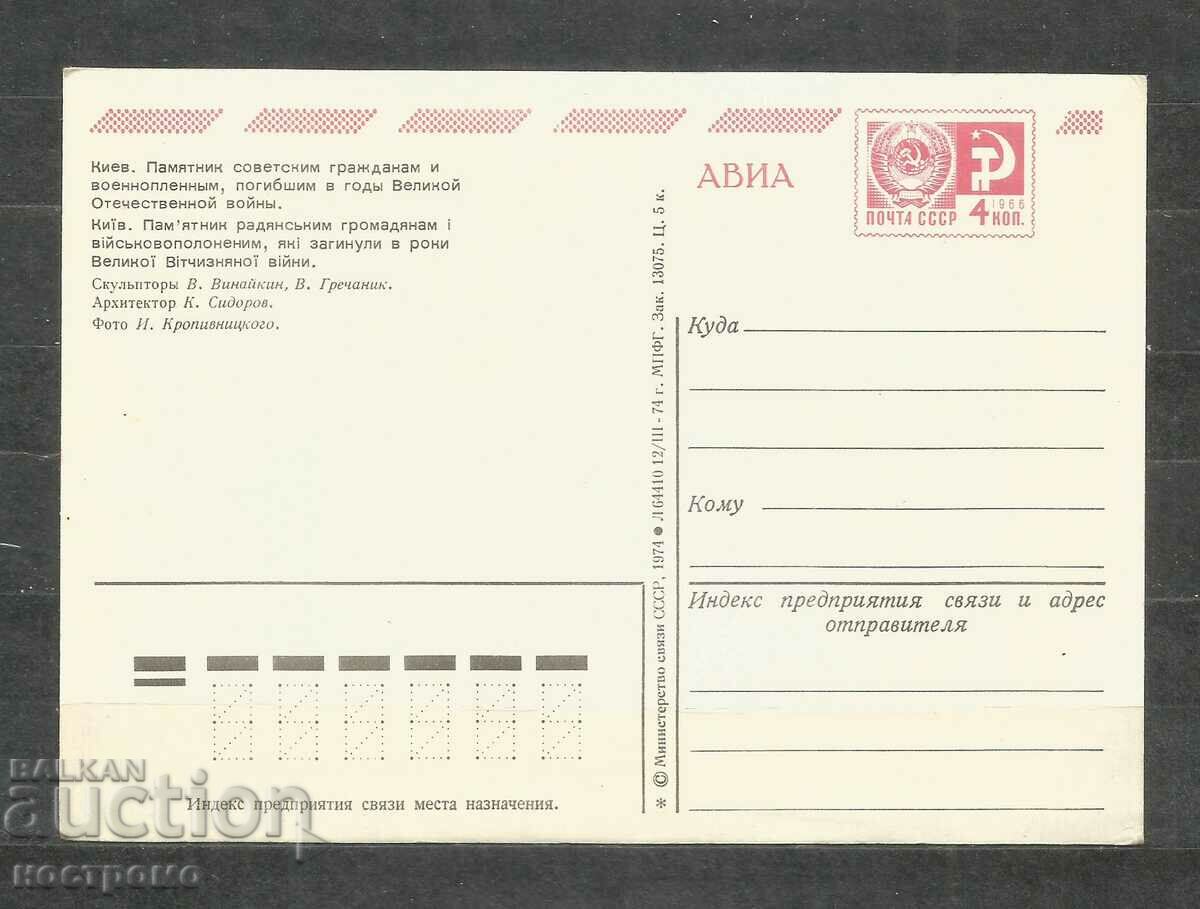 Киев. Памятник советским гражданам и
военнопленным, погибшим в годы Великой
Отечественной войны.
Київ. Пам'ятник радянським громадянам і
військовополоненим, які загинули в роки
Великої Вітчизняної війни.
Скульпторы В. Винайкин, В. Гречаник.
Архитектор К. Сидоров.
Фото И. Кропивницкого.
АВИА
1966
ПОЧТА СССР 4 КОП.
* © Министерство связи СССР, 1974 ● Л 64410 12/III - 74 г. МПФГ. Зак. 13075. Ц. 5 к.
Куда
Кому
Индекс предприятия связи и адрес
отправителя
Индекс предприятия связи места назначения.
BALKAN
auction
костромо